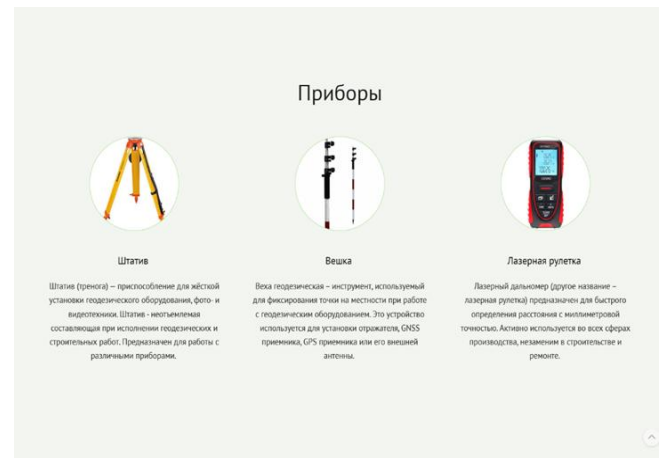 Приборы
Штатив
Штатив (тренога) – приспособление для жёсткой
установки геодезического оборудования, фото- и
видеотехники. Штатив - неотъемлемая
составляющая при исполнении геодезических и
строительных работ. Предназначен для работы с
различными приборами.
Вешка
Веха геодезическая – инструмент, используемый
для фиксирования точки на местности при работе
с геодезическим оборудованием. Это устройство
используется для установки отражателя, GNSS
приемника, GPS приемника или его внешней
антенны.
Лазерная рулетка
Лазерный дальномер (другое название –
лазерная рулетка) предназначен для быстрого
определения расстояния с миллиметровой
точностью. Активно используется во всех сферах
производства, незаменим в строительстве и
ремонте.